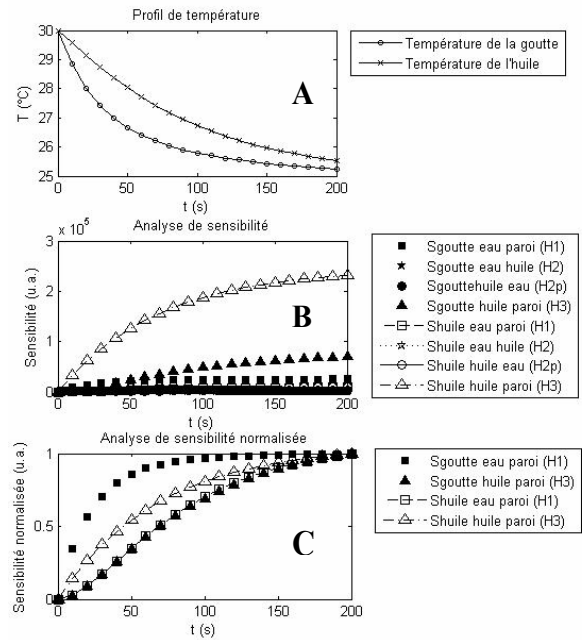 Profil de température
30
29
28
27
26
25
T (°C)
0 50 100 150 200
t (s)
A
Température de la goutte
Température de l'huile
Analyse de sensibilité
x 10^5
3
2
1
0
Sensibilité (u.a.)
0 50 100 150 200
t (s)
B
Sgoutte eau paroi (H1)
Sgoutte eau huile (H2)
Sgouttehuile eau (H2p)
Sgoutte huile paroi (H3)
Shuile eau paroi (H1)
Shuile eau huile (H2)
Shuile huile eau (H2p)
Shuile huile paroi (H3)
Analyse de sensibilité normalisée
1
0.5
0
Sensibilité normalisée (u.a.)
0 50 100 150 200
t (s)
C
Sgoutte eau paroi (H1)
Sgoutte huile paroi (H3)
Shuile eau paroi (H1)
Shuile huile paroi (H3)